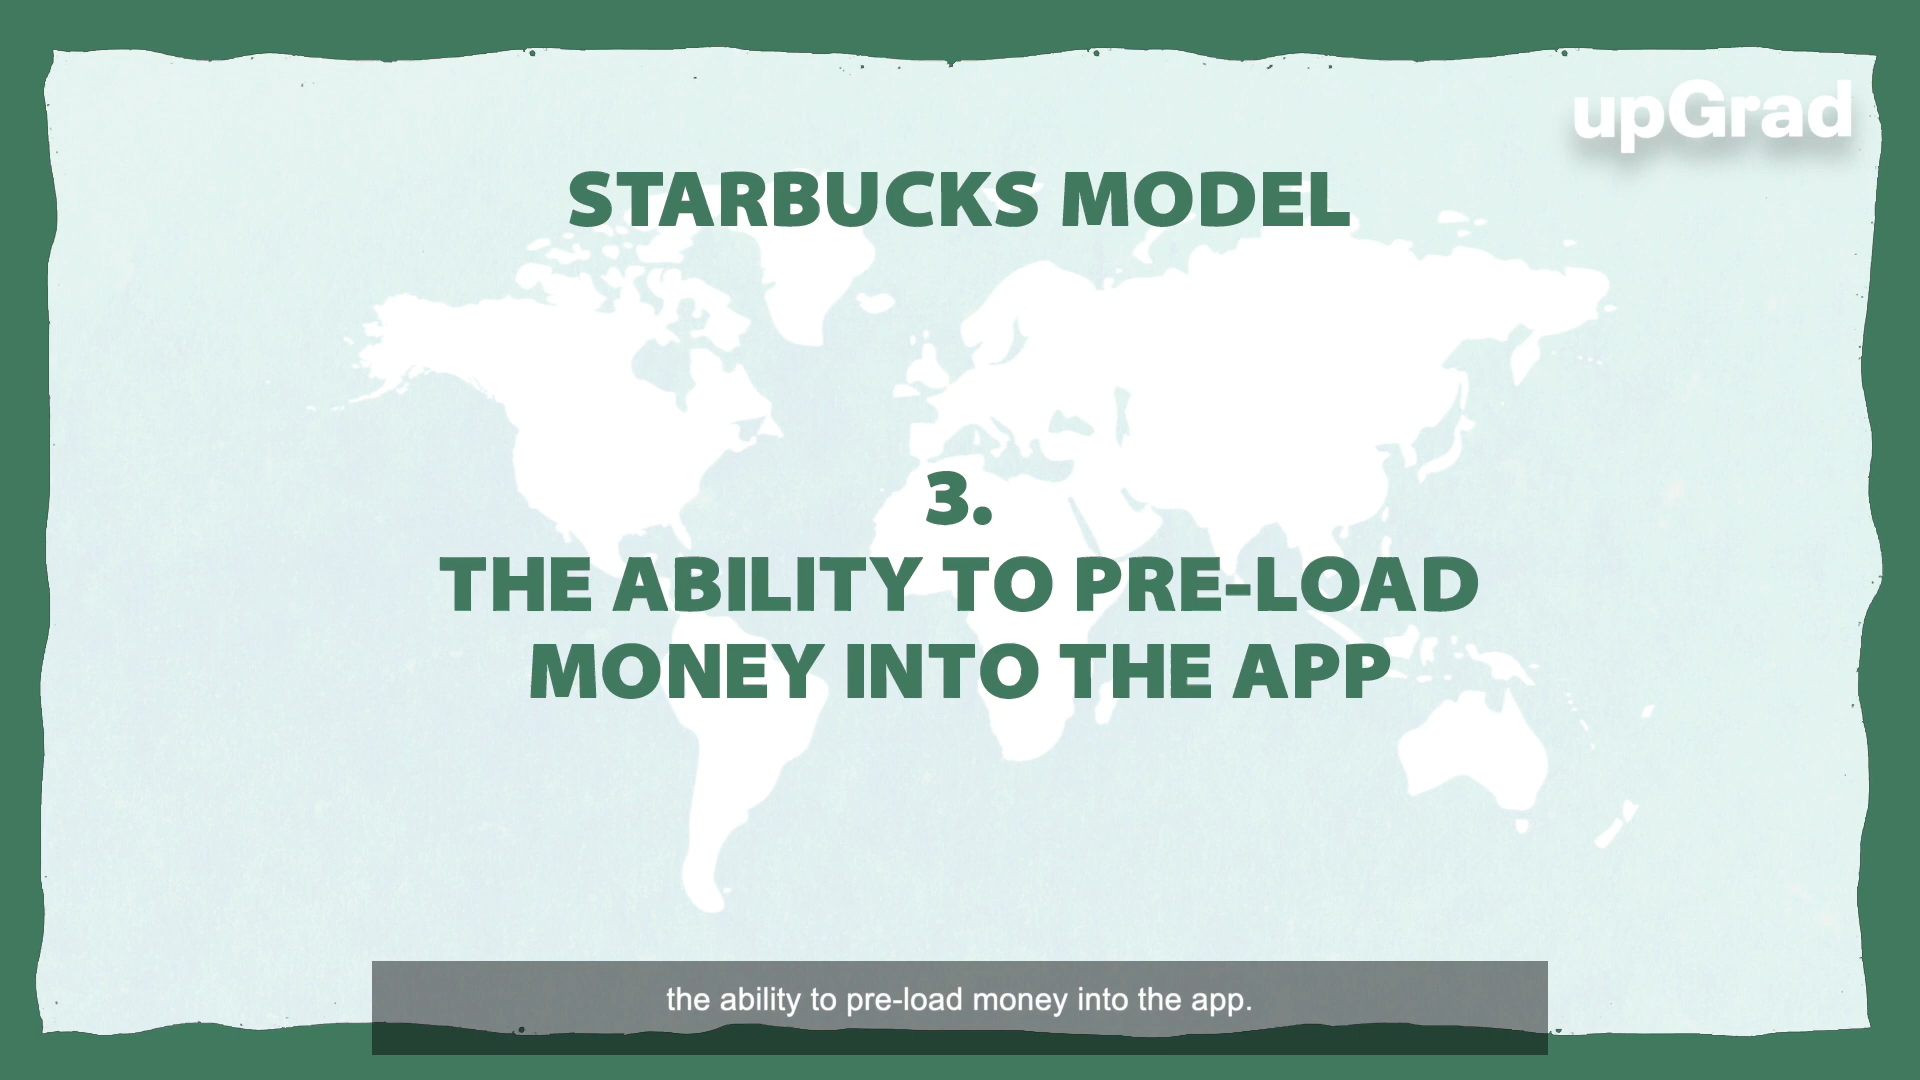 upGrad
STARBUCKS MODEL
3.
THE ABILITY TO PRE-LOAD
MONEY INTO THE APP
the ability to pre-load money into the app.